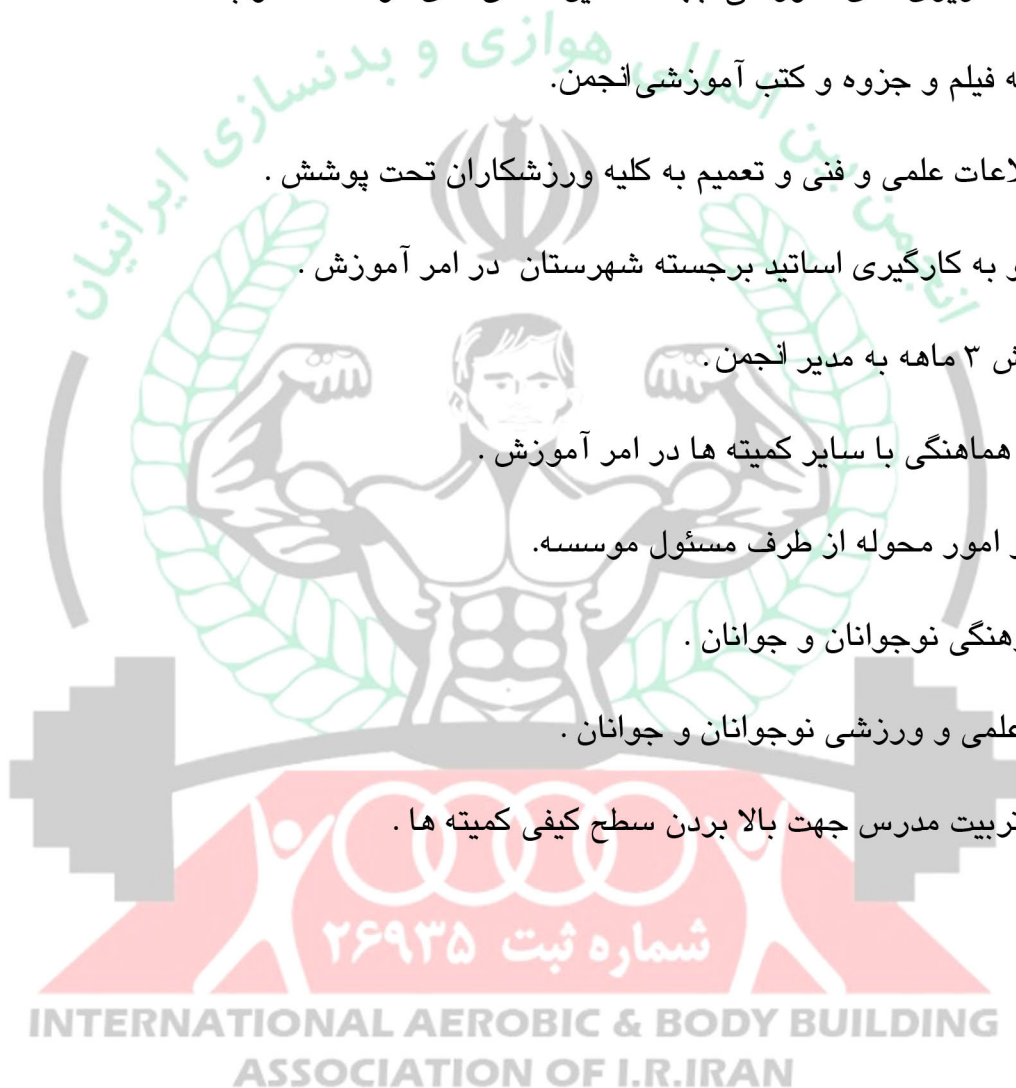 ه فیلم و جزوه و کتب آموزشی انجمن.
لاعات علمی و فنی و تعمیم به کلیه ورزشکاران تحت پوشش .
و به کارگیری اساتید برجسته شهرستان در امر آموزش .
ش ۳ ماهه به مدیر انجمن .
هماهنگی با سایر کمیته ها در امر آموزش .
ر امور محوله از طرف مسئول موسسه.
رهنگی نوجوانان و جوانان .
علمی و ورزشی نوجوانان و جوانان .
تربیت مدرس جهت بالا بردن سطح کیفی کمیته ها .
انجمن بین المللی هوازی و بدنسازی ایرانیان
شماره ثبت ۲۶۹۳۵
INTERNATIONAL AEROBIC & BODY BUILDING
ASSOCIATION OF I.R.IRAN